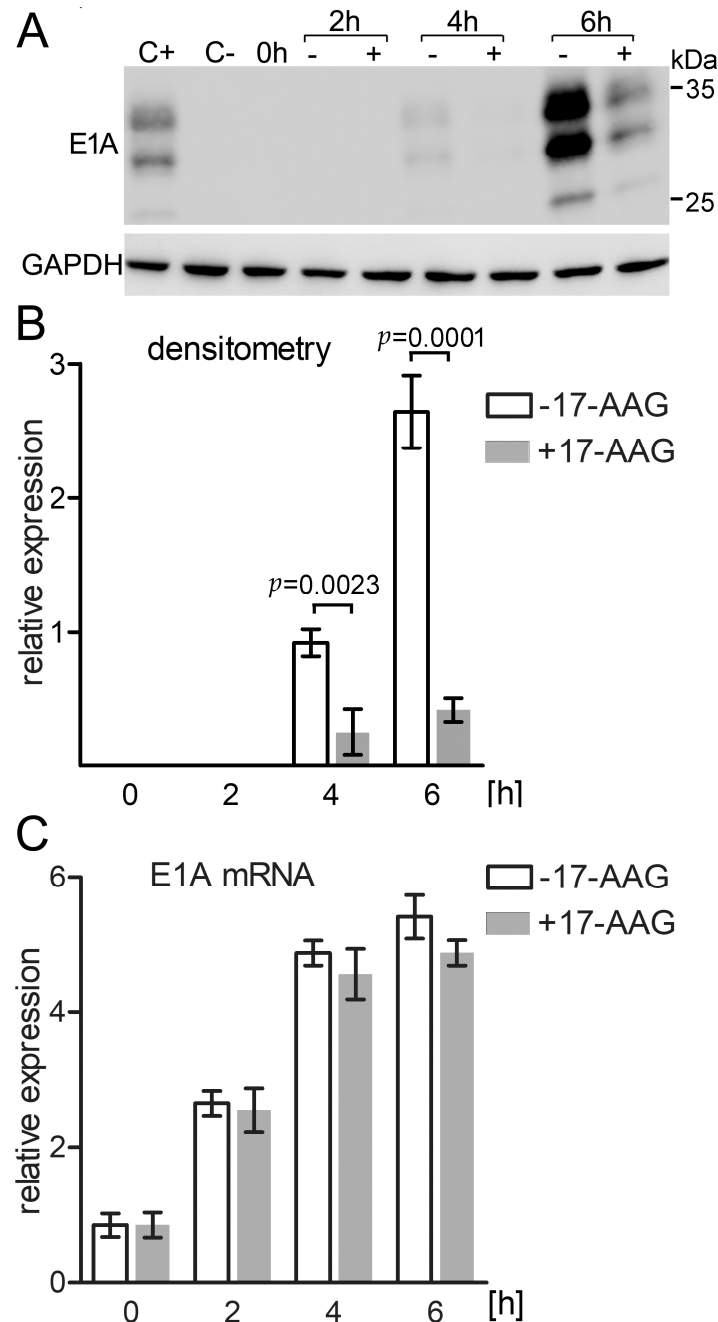 A
2h 4h 6h
C+ C- 0h - + - + - + kDa
35
E1A
25
GAPDH
B
densitometry
p=0.0001
3
-17-AAG
+17-AAG
2
p=0.0023
1
relative expression
0 2 4 6 [h]
C
E1A mRNA
6
-17-AAG
+17-AAG
4
2
0
relative expression
0 2 4 6 [h]